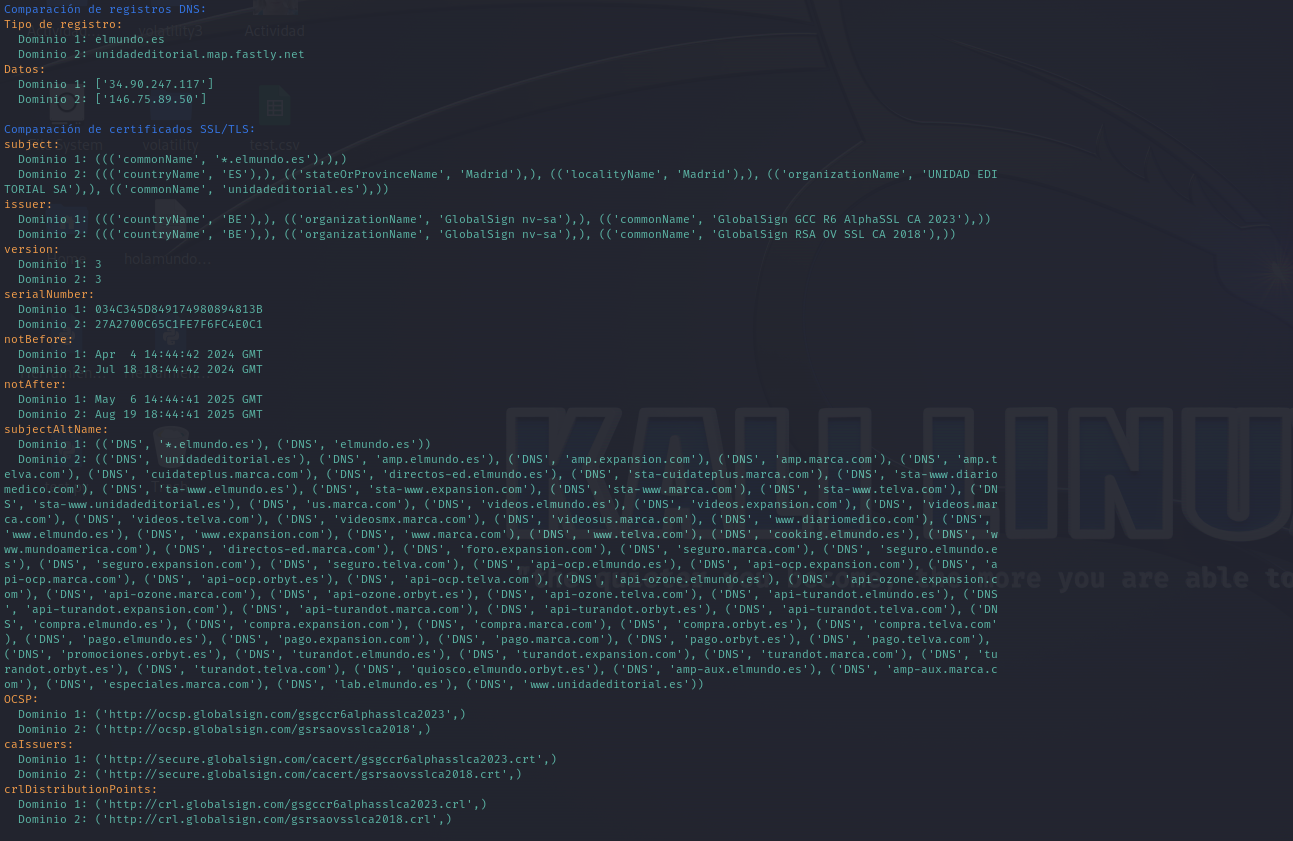 Comparación de registros DNS:
Tipo de registro:
  Dominio 1: elmundo.es
  Dominio 2: unidadeditorial.map.fastly.net
Datos:
  Dominio 1: ['34.90.247.117']
  Dominio 2: ['146.75.89.50']

Comparación de certificados SSL/TLS:
subject:
  Dominio 1: ((('commonName', '*.elmundo.es'),),)
  Dominio 2: ((('countryName', 'ES'),), (('stateOrProvinceName', 'Madrid'),), (('localityName', 'Madrid'),), (('organizationName', 'UNIDAD EDI
TORIAL SA'),), (('commonName', 'unidadeditorial.es'),))
issuer:
  Dominio 1: ((('countryName', 'BE'),), (('organizationName', 'GlobalSign nv-sa'),), (('commonName', 'GlobalSign GCC R6 AlphaSSL CA 2023'),))
  Dominio 2: ((('countryName', 'BE'),), (('organizationName', 'GlobalSign nv-sa'),), (('commonName', 'GlobalSign RSA OV SSL CA 2018'),))
version:
  Dominio 1: 3
  Dominio 2: 3
serialNumber:
  Dominio 1: 034C345D849174980894813B
  Dominio 2: 27A2700C65C1FE7F6FC4E0C1
notBefore:
  Dominio 1: Apr  4 14:44:42 2024 GMT
  Dominio 2: Jul 18 18:44:42 2024 GMT
notAfter:
  Dominio 1: May  6 14:44:41 2025 GMT
  Dominio 2: Aug 19 18:44:41 2025 GMT
subjectAltName:
  Dominio 1: (('DNS', '*.elmundo.es'), ('DNS', 'elmundo.es'))
  Dominio 2: (('DNS', 'unidadeditorial.es'), ('DNS', 'amp.elmundo.es'), ('DNS', 'amp.expansion.com'), ('DNS', 'amp.marca.com'), ('DNS', 'amp.t
elva.com'), ('DNS', 'cuidateplus.marca.com'), ('DNS', 'directos-ed.elmundo.es'), ('DNS', 'sta-cuidateplus.marca.com'), ('DNS', 'sta-www.diario
medico.com'), ('DNS', 'ta-www.elmundo.es'), ('DNS', 'sta-www.expansion.com'), ('DNS', 'sta-www.marca.com'), ('DNS', 'sta-www.telva.com'), ('DN
S', 'sta-www.unidadeditorial.es'), ('DNS', 'us.marca.com'), ('DNS', 'videos.elmundo.es'), ('DNS', 'videos.expansion.com'), ('DNS', 'videos.mar
ca.com'), ('DNS', 'videos.telva.com'), ('DNS', 'videosmx.marca.com'), ('DNS', 'videosus.marca.com'), ('DNS', 'www.diariomedico.com'), ('DNS', 
'www.elmundo.es'), ('DNS', 'www.expansion.com'), ('DNS', 'www.marca.com'), ('DNS', 'www.telva.com'), ('DNS', 'cooking.elmundo.es'), ('DNS', 'w
ww.mundoamerica.com'), ('DNS', 'directos-ed.marca.com'), ('DNS', 'foro.expansion.com'), ('DNS', 'seguro.marca.com'), ('DNS', 'seguro.elmundo.e
s'), ('DNS', 'seguro.expansion.com'), ('DNS', 'seguro.telva.com'), ('DNS', 'api-ocp.elmundo.es'), ('DNS', 'api-ocp.expansion.com'), ('DNS', 'a
pi-ocp.marca.com'), ('DNS', 'api-ocp.orbyt.es'), ('DNS', 'api-ocp.telva.com'), ('DNS', 'api-ozone.elmundo.es'), ('DNS', 'api-ozone.expansion.c
om'), ('DNS', 'api-ozone.marca.com'), ('DNS', 'api-ozone.orbyt.es'), ('DNS', 'api-ozone.telva.com'), ('DNS', 'api-turandot.elmundo.es'), ('DNS
', 'api-turandot.expansion.com'), ('DNS', 'api-turandot.marca.com'), ('DNS', 'api-turandot.orbyt.es'), ('DNS', 'api-turandot.telva.com'), ('DN
S', 'compra.elmundo.es'), ('DNS', 'compra.expansion.com'), ('DNS', 'compra.marca.com'), ('DNS', 'compra.orbyt.es'), ('DNS', 'compra.telva.com'
), ('DNS', 'pago.elmundo.es'), ('DNS', 'pago.expansion.com'), ('DNS', 'pago.marca.com'), ('DNS', 'pago.orbyt.es'), ('DNS', 'pago.telva.com'), 
('DNS', 'promociones.orbyt.es'), ('DNS', 'turandot.elmundo.es'), ('DNS', 'turandot.expansion.com'), ('DNS', 'turandot.marca.com'), ('DNS', 'tu
randot.orbyt.es'), ('DNS', 'turandot.telva.com'), ('DNS', 'quiosco.elmundo.orbyt.es'), ('DNS', 'amp-aux.elmundo.es'), ('DNS', 'amp-aux.marca.c
om'), ('DNS', 'especiales.marca.com'), ('DNS', 'lab.elmundo.es'), ('DNS', 'www.unidadeditorial.es'))
OCSP:
  Dominio 1: ('http://ocsp.globalsign.com/gsgccr6alphasslca2023',)
  Dominio 2: ('http://ocsp.globalsign.com/gsrsaovsslca2018',)
caIssuers:
  Dominio 1: ('http://secure.globalsign.com/cacert/gsgccr6alphasslca2023.crt',)
  Dominio 2: ('http://secure.globalsign.com/cacert/gsrsaovsslca2018.crt',)
crlDistributionPoints:
  Dominio 1: ('http://crl.globalsign.com/gsgccr6alphasslca2023.crl',)
  Dominio 2: ('http://crl.globalsign.com/gsrsaovsslca2018.crl',)
volatility3
Actividad
volatility
test.csv
holamundo...
KALI LINU
ore you are able to